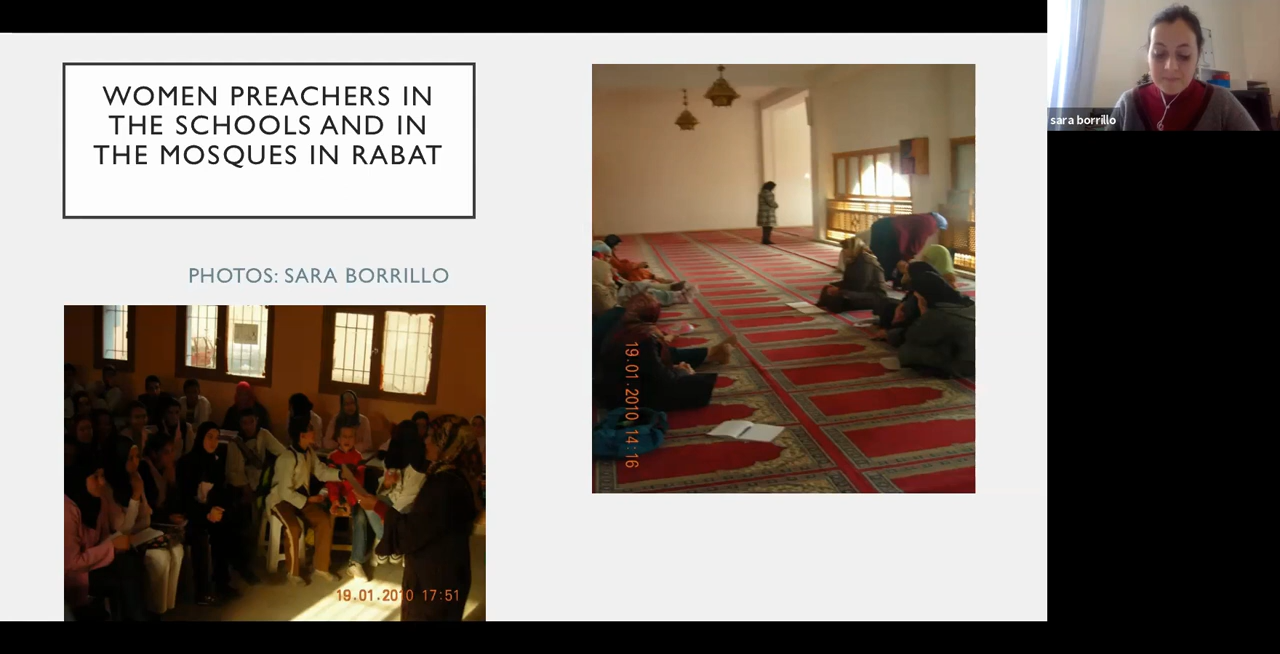 WOMEN PREACHERS IN
THE SCHOOLS AND IN
THE MOSQUES IN RABAT
PHOTOS: SARA BORRILLO
19.01.2010 17:51
19.01.2010 14:16
sara borrillo